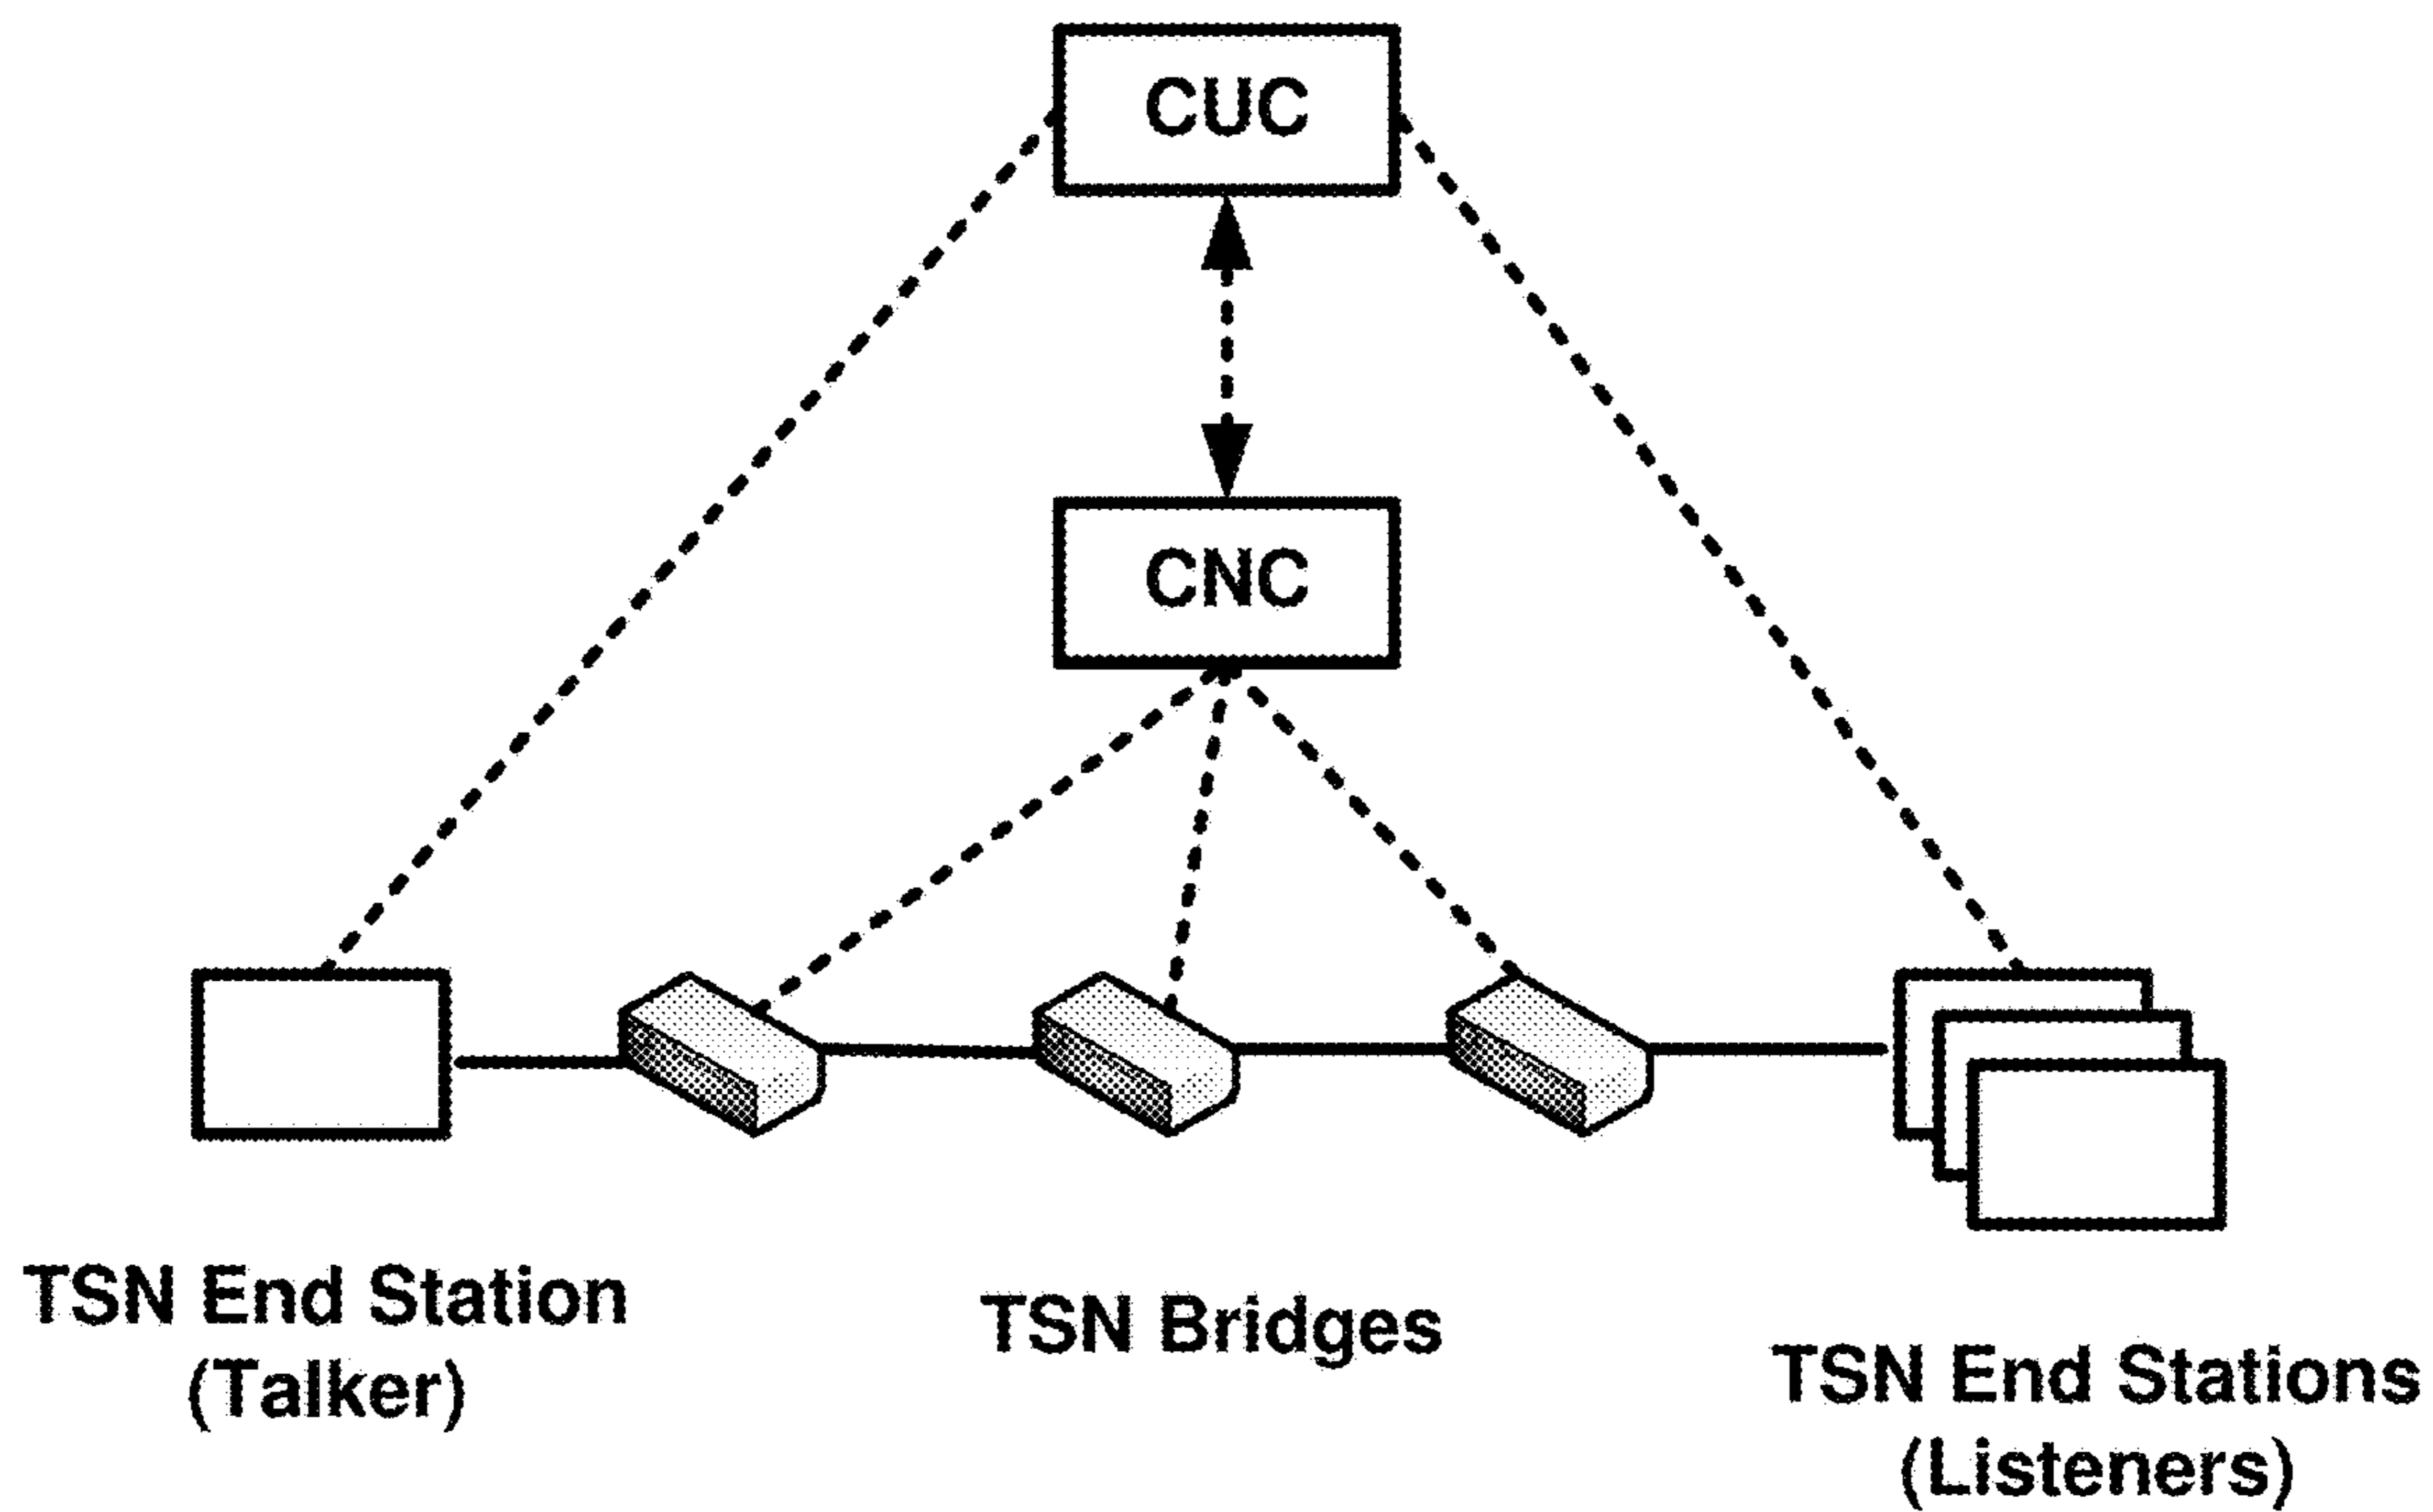 CUC
CNC
TSN End Station
(Talker)
TSN Bridges
TSN End Stations
(Listeners)